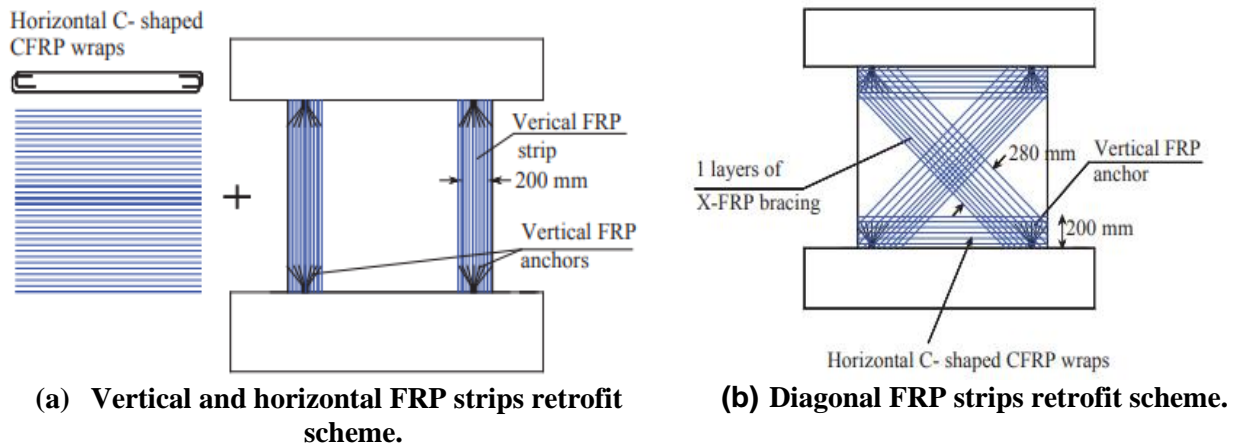 Horizontal C- shaped
CFRP wraps
+
Verical FRP
strip
200 mm
Vertical FRP
anchors
(a) Vertical and horizontal FRP strips retrofit
scheme.
1 layers of
X-FRP bracing
280 mm
Vertical FRP
anchor
200 mm
Horizontal C- shaped CFRP wraps
(b) Diagonal FRP strips retrofit scheme.